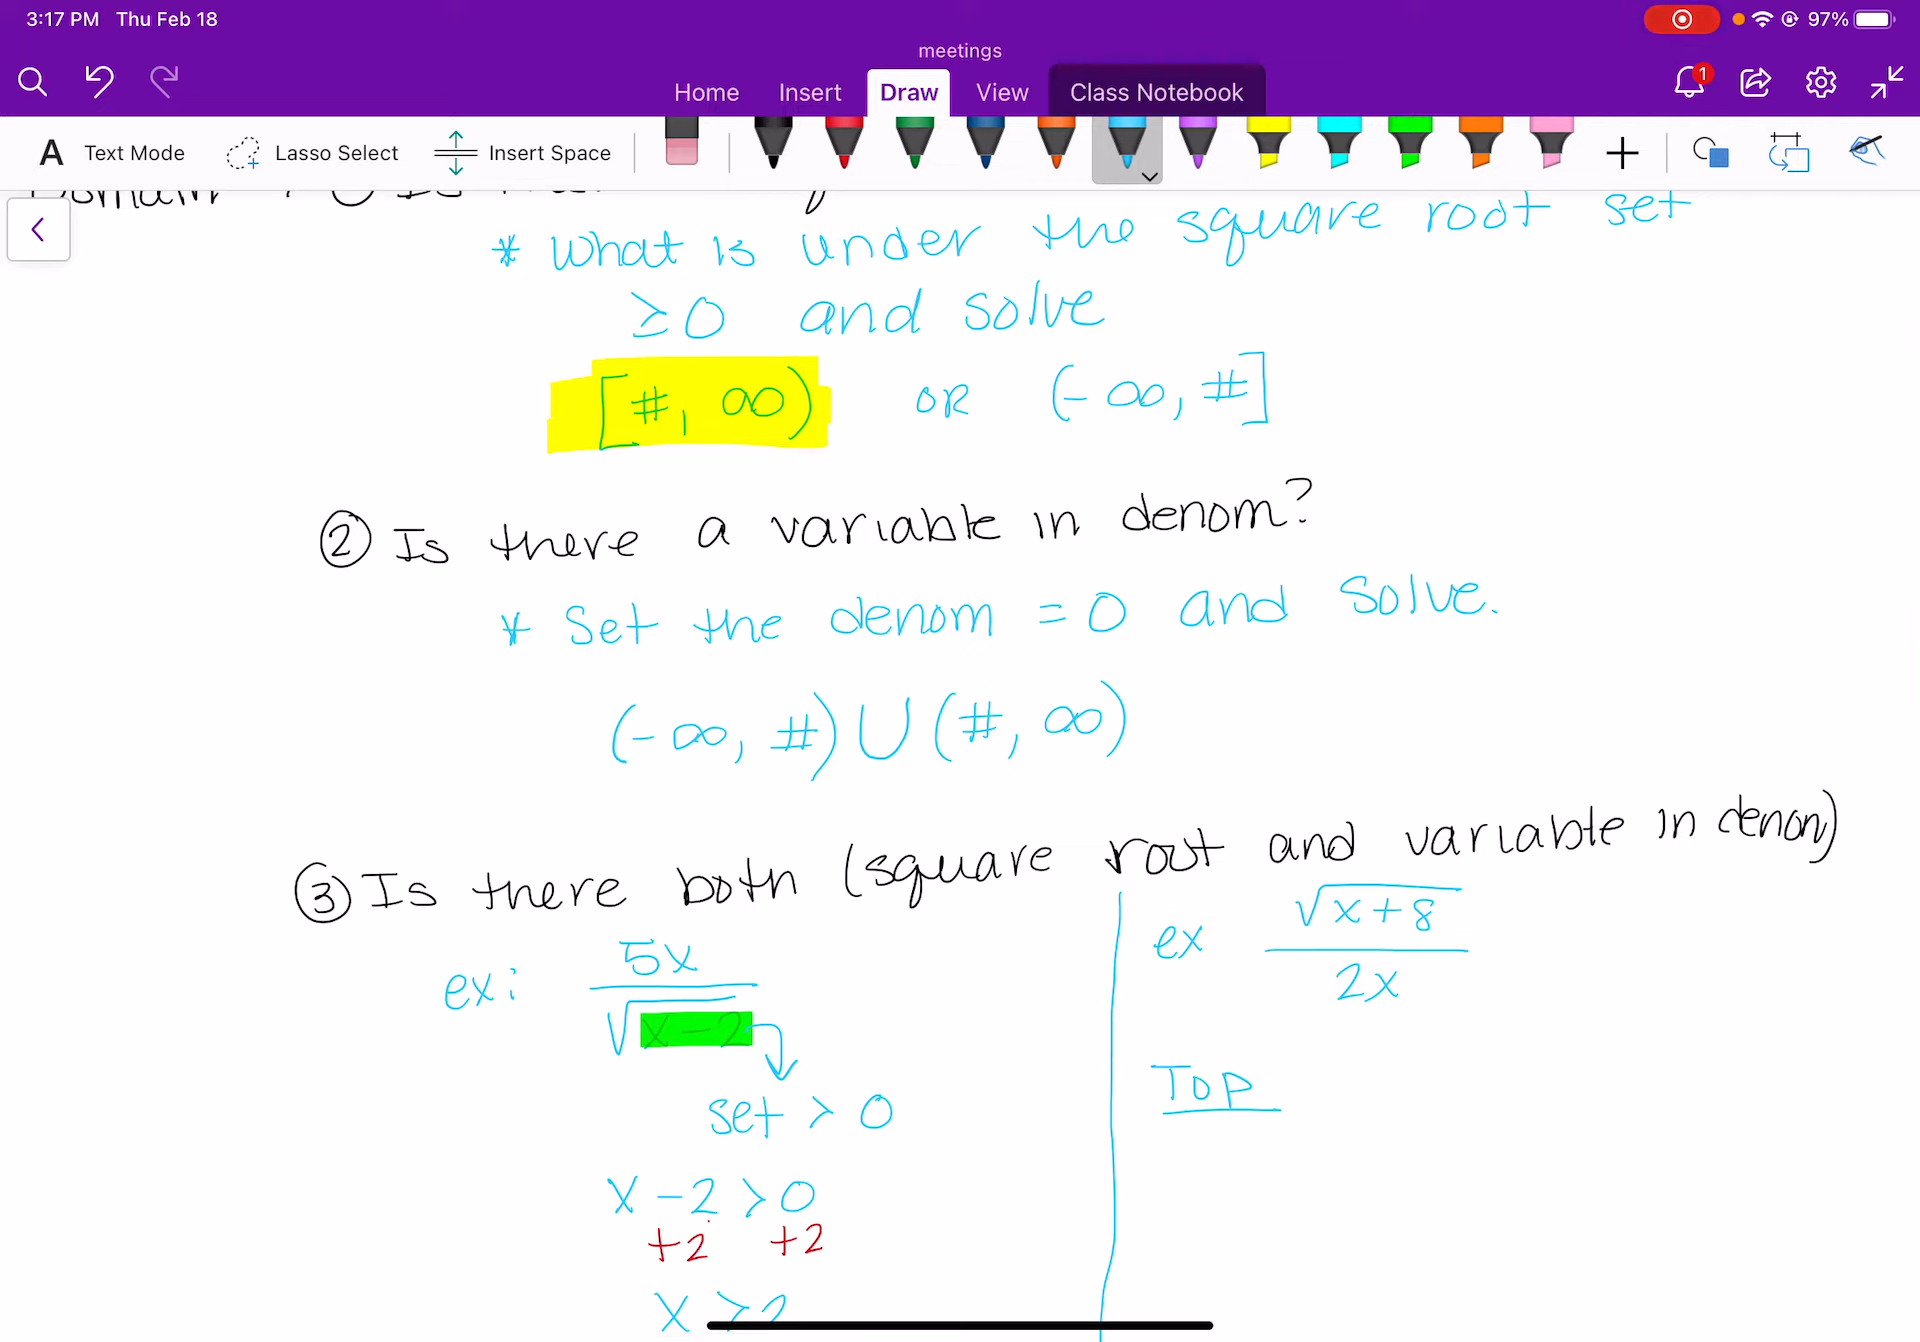 3:17 PM Thu Feb 18
97%
meetings
Home Insert Draw View Class Notebook
1
A Text Mode Lasso Select Insert Space
Domain
* What is under the square root set
≥0 and solve
[#, ∞) OR (-∞, #]
② Is there a variable in denom?
* Set the denom = 0 and solve.
(-∞, #) ∪ (#, ∞)
③ Is there both (square root and variable in denom)
ex: 5x
√x-2
set > 0
x - 2 > 0
+2 +2
x > 2
ex √x+8
2x
Top